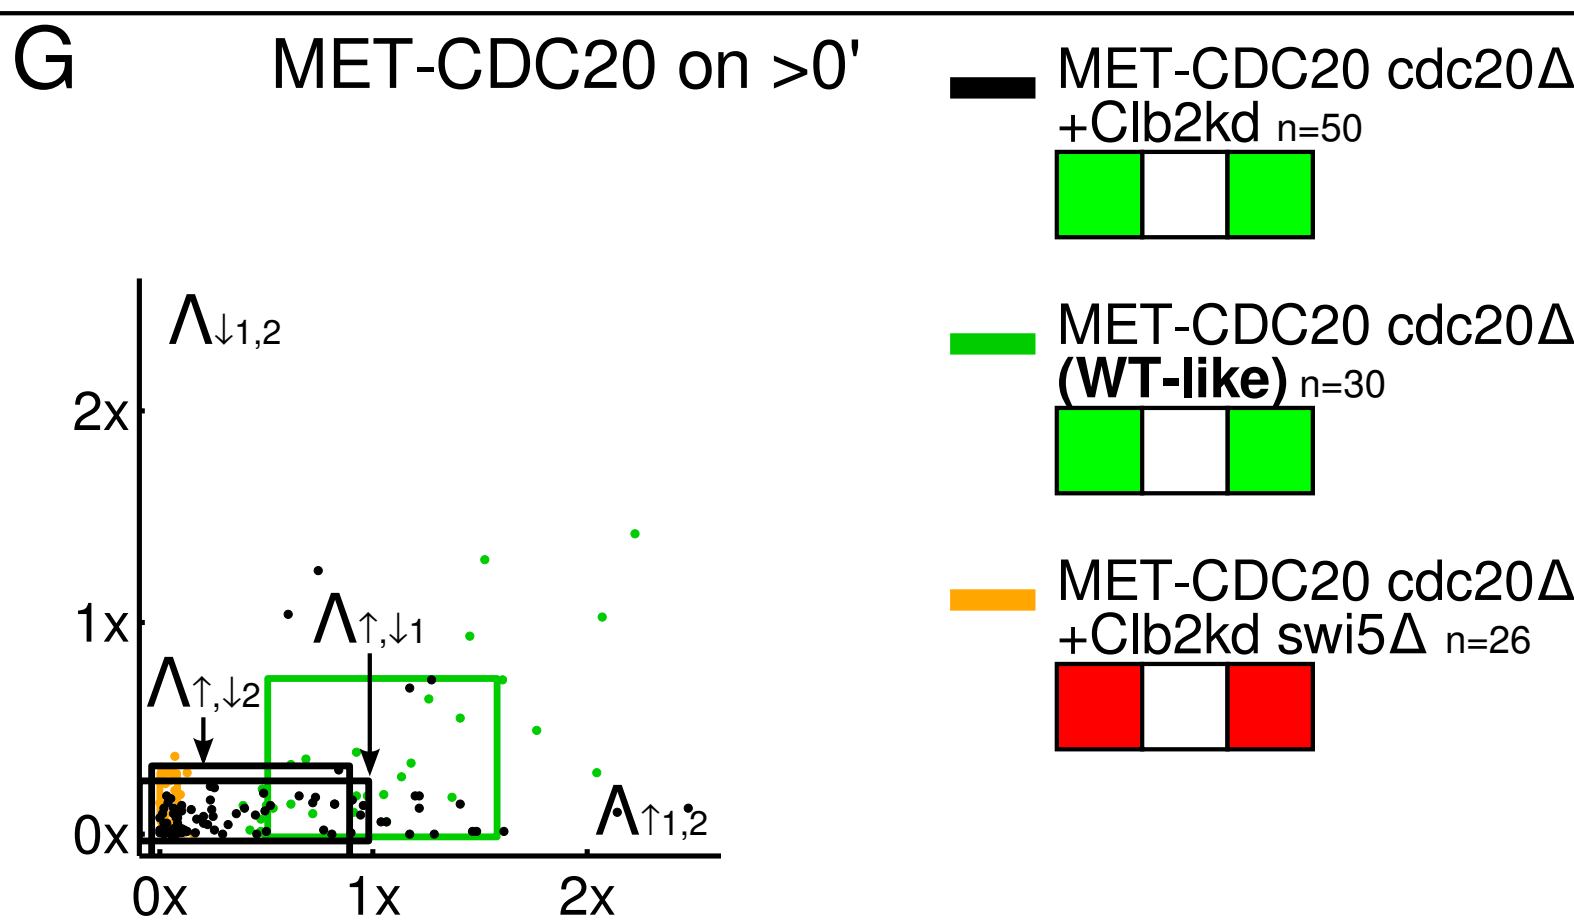 G
MET-CDC20 on >0'
MET-CDC20 cdc20Δ
+Clb2kd n=50
MET-CDC20 cdc20Δ
(WT-like) n=30
MET-CDC20 cdc20Δ
+Clb2kd swi5Δ n=26
Λ↓1,2
2x
1x
Λ↑,↓1
Λ↑,↓2
Λ↑1,2
0x
0x 1x 2x